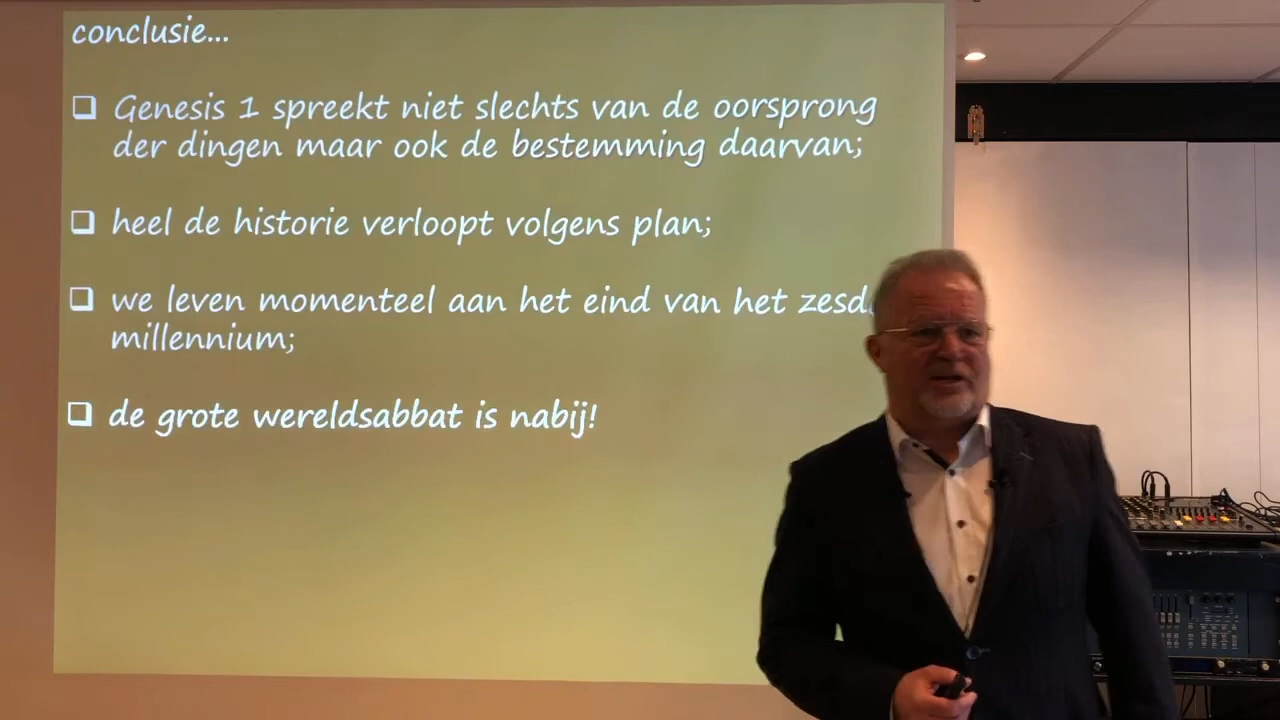 conclusie...
Genesis 1 spreekt niet slechts van de oorsprong
der dingen maar ook de bestemming daarvan;
heel de historie verloopt volgens plan;
we leven momenteel aan het eind van het zesd
millennium;
de grote wereldsabbat is nabij!